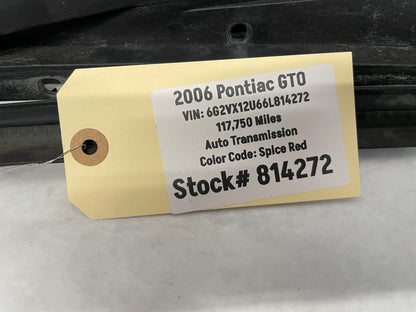 2006 Pontiac GTO
VIN: 6G2VX12U66L814272
117,750 Miles
Auto Transmission
Color Code: Spice Red
Stock# 814272